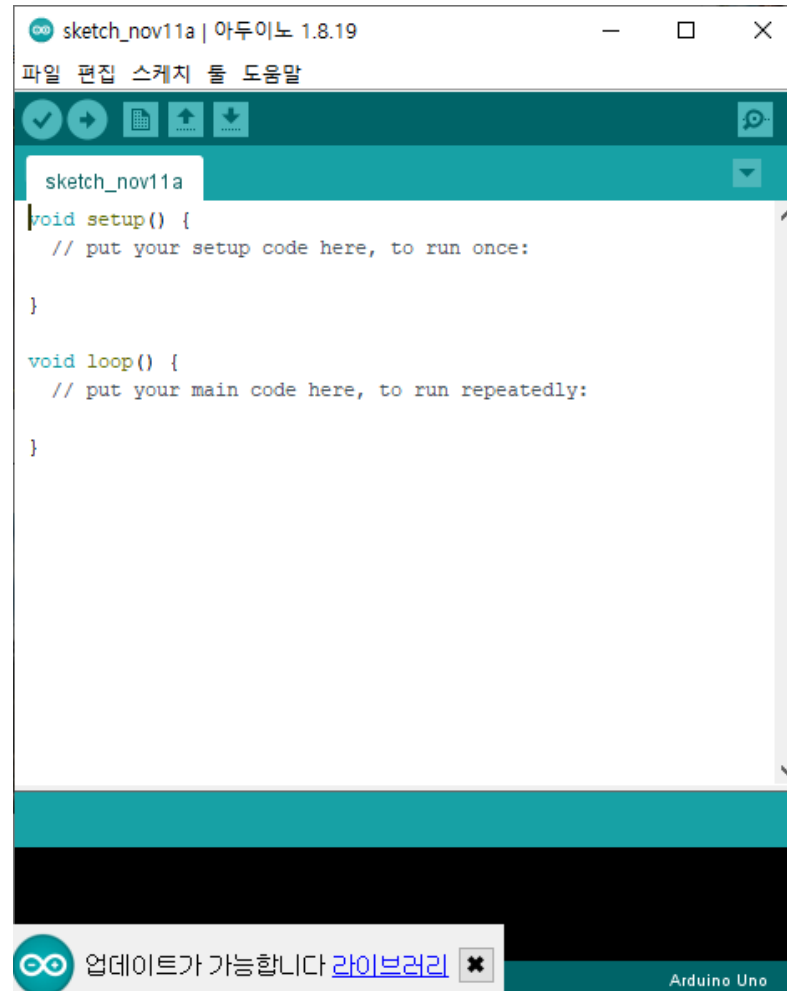 sketch_nov11a | 아두이노 1.8.19
파일 편집 스케치 툴 도움말
sketch_nov11a
void setup() {
  // put your setup code here, to run once:
}
void loop() {
  // put your main code here, to run repeatedly:
}
업데이트가 가능합니다 라이브러리
Arduino Uno